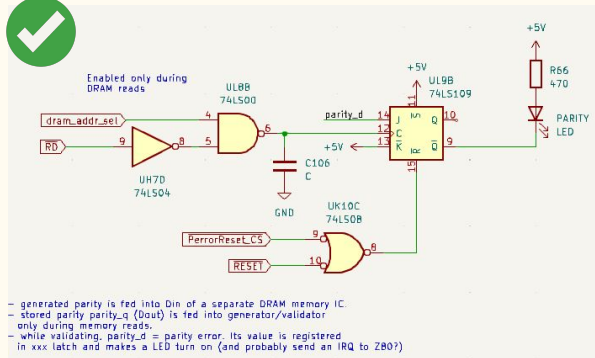 +5V
+5V
Enabled only during
DRAM reads
UL8B
74LS00
UL9B
74LS109
R66
470
PARITY
LED
dram_addr_sel
4
5
6
RD
9
8
UH7D
74LS04
parity_d
14
12
13
+5V
11
10
9
15
J
C
K
S
R
Q
Q
C106
C
GND
UK10C
74LS08
PerrorReset_CS
9
8
RESET
10
- generated parity is fed into Din of a separate DRAM memory IC.
- stored parity parity_q (Dout) is fed into generator/validator
only during memory reads.
- while validating, parity_d = parity error. Its value is registered
in xxx latch and makes a LED turn on (and probably send an IRQ to Z80?)